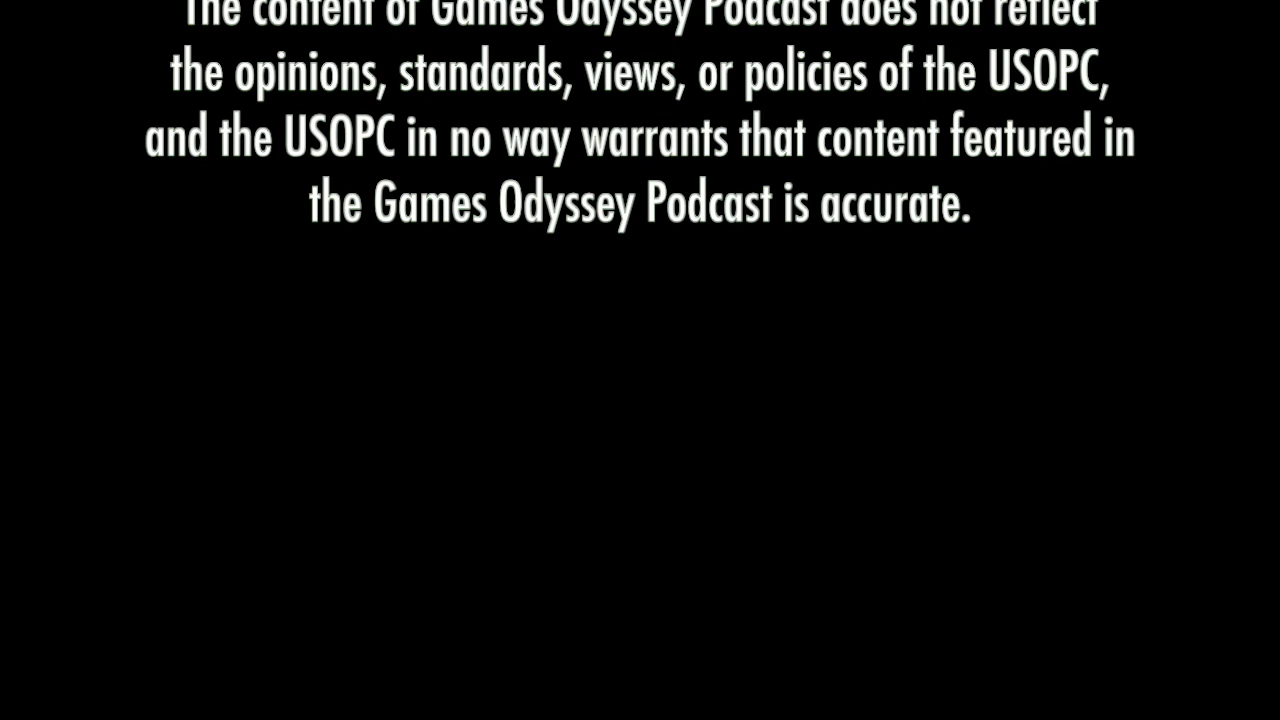 The content of Games Odyssey Podcast does not reflect
the opinions, standards, views, or policies of the USOPC,
and the USOPC in no way warrants that content featured in
the Games Odyssey Podcast is accurate.